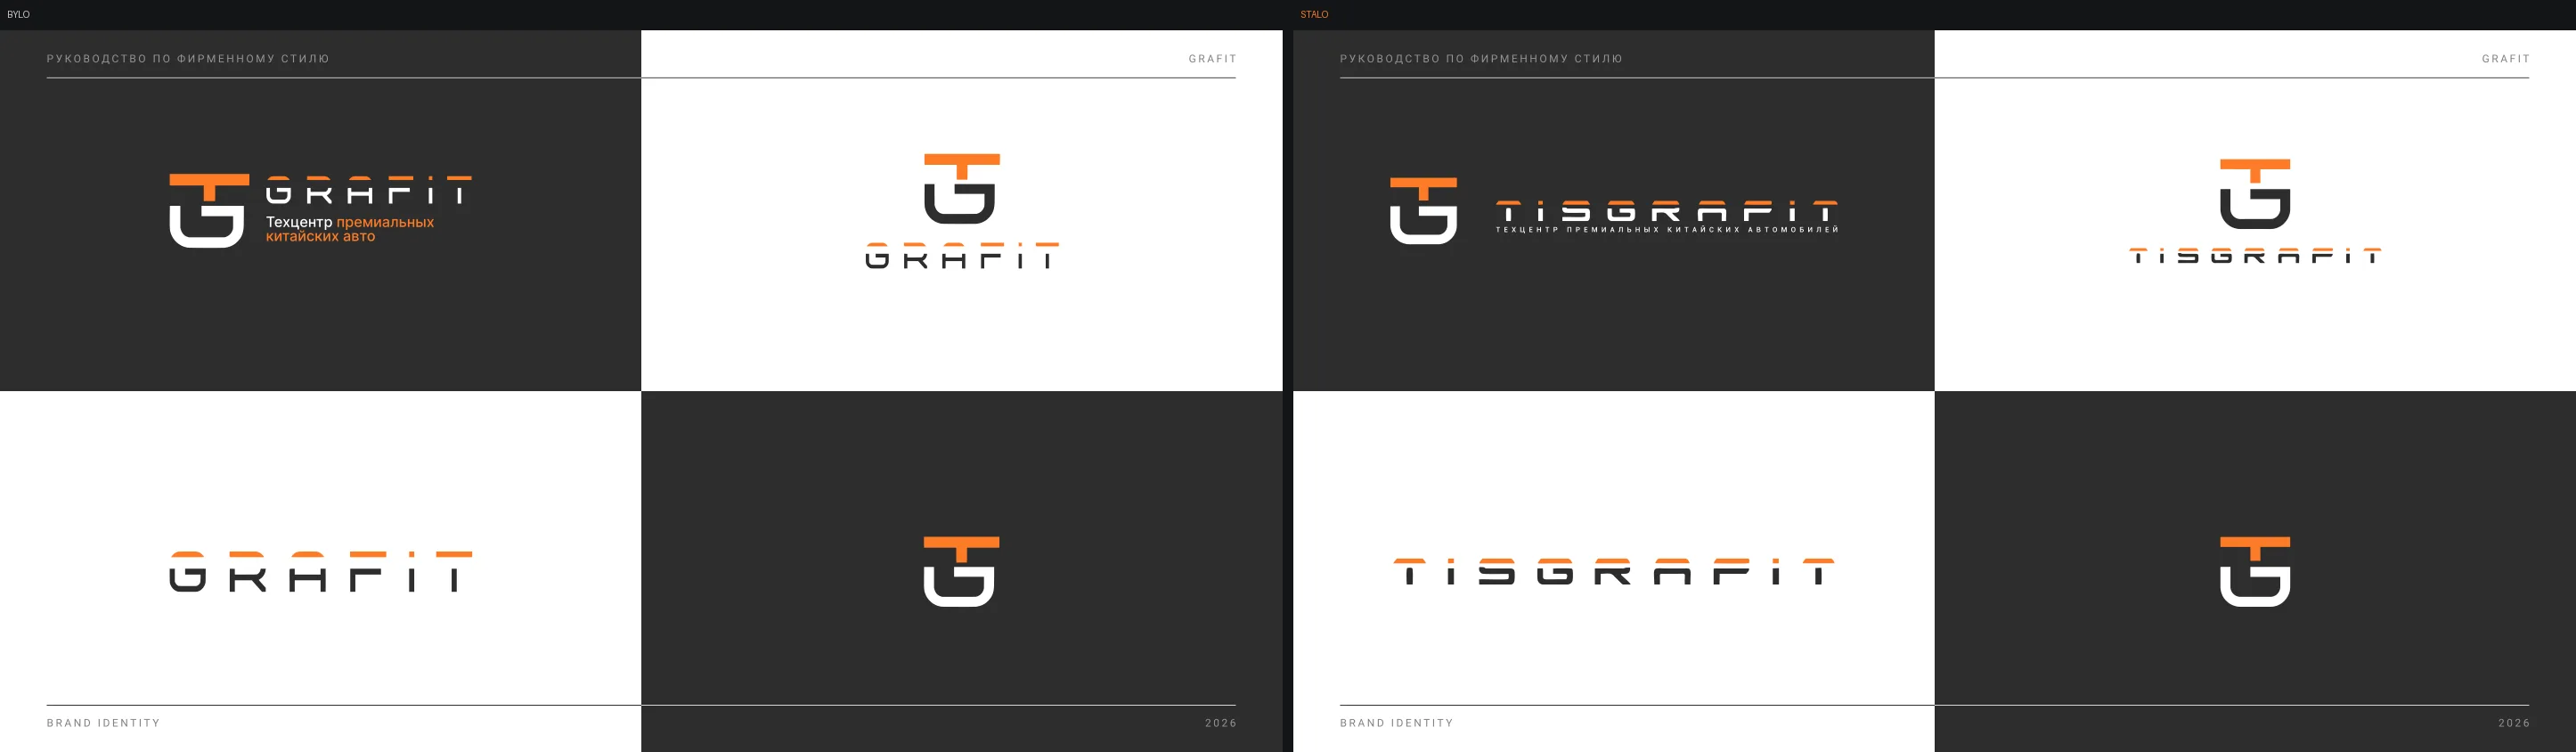 BYLO
РУКОВОДСТВО ПО ФИРМЕННОМУ СТИЛЮ
GRAFIT
GRAFiT
Техцентр премиальных
китайских авто
GRAFiT
GRAFiT
BRAND IDENTITY
2026
STALO
РУКОВОДСТВО ПО ФИРМЕННОМУ СТИЛЮ
GRAFIT
TiSGRAFiT
ТЕХЦЕНТР ПРЕМИАЛЬНЫХ КИТАЙСКИХ АВТОМОБИЛЕЙ
TiSGRAFiT
TiSGRAFiT
BRAND IDENTITY
2026